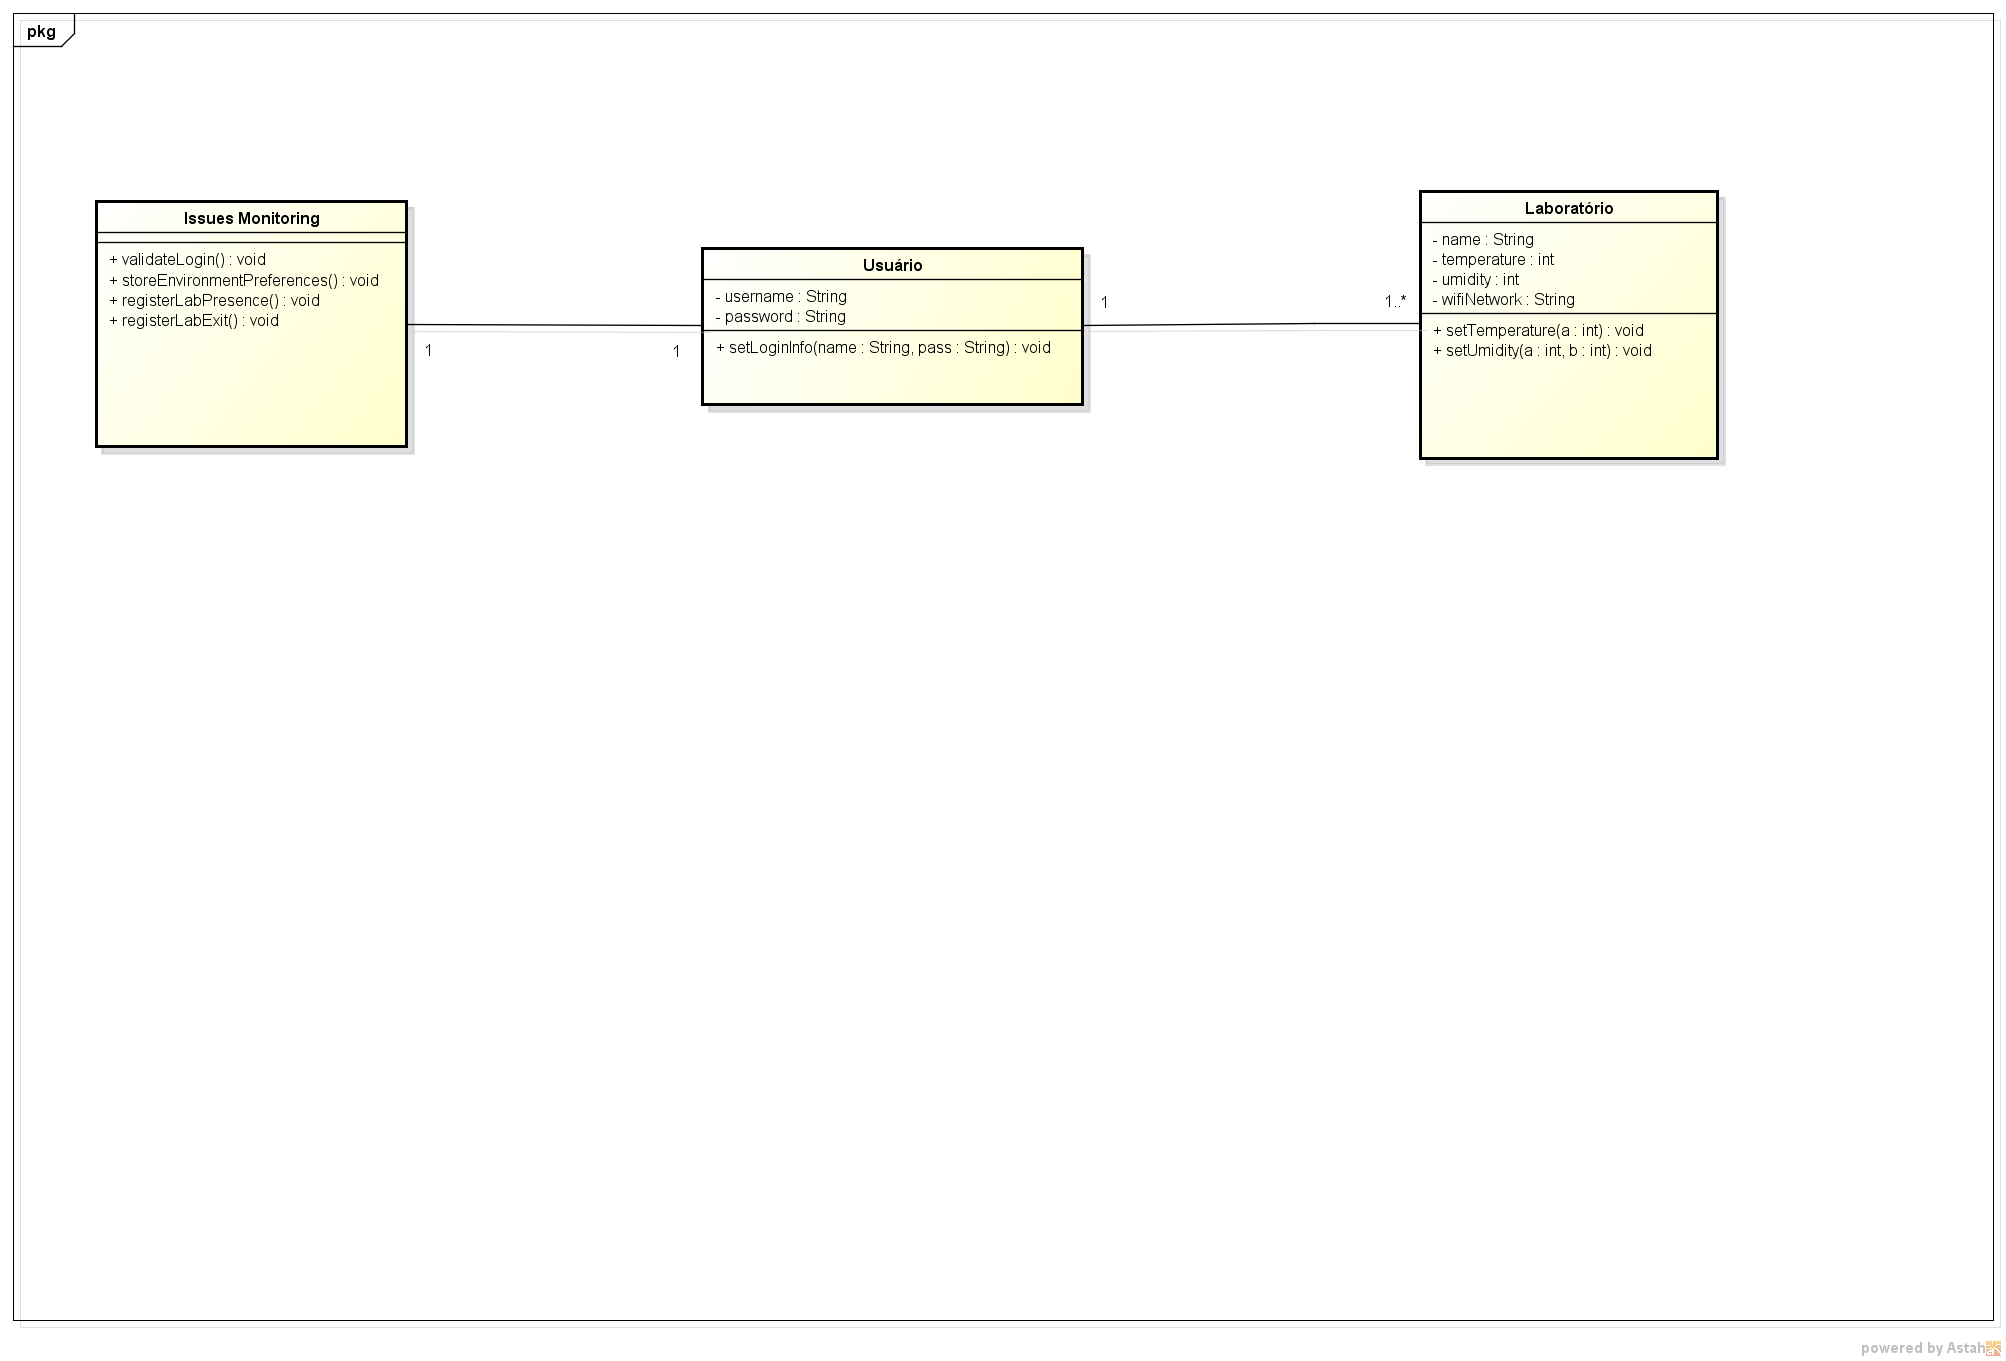 pkg
Issues Monitoring
+ validateLogin() : void
+ storeEnvironmentPreferences() : void
+ registerLabPresence() : void
+ registerLabExit() : void
1
1
Usuário
- username : String
- password : String
+ setLoginInfo(name : String, pass : String) : void
1
1..*
Laboratório
- name : String
- temperature : int
- umidity : int
- wifiNetwork : String
+ setTemperature(a : int) : void
+ setUmidity(a : int, b : int) : void
powered by Astah